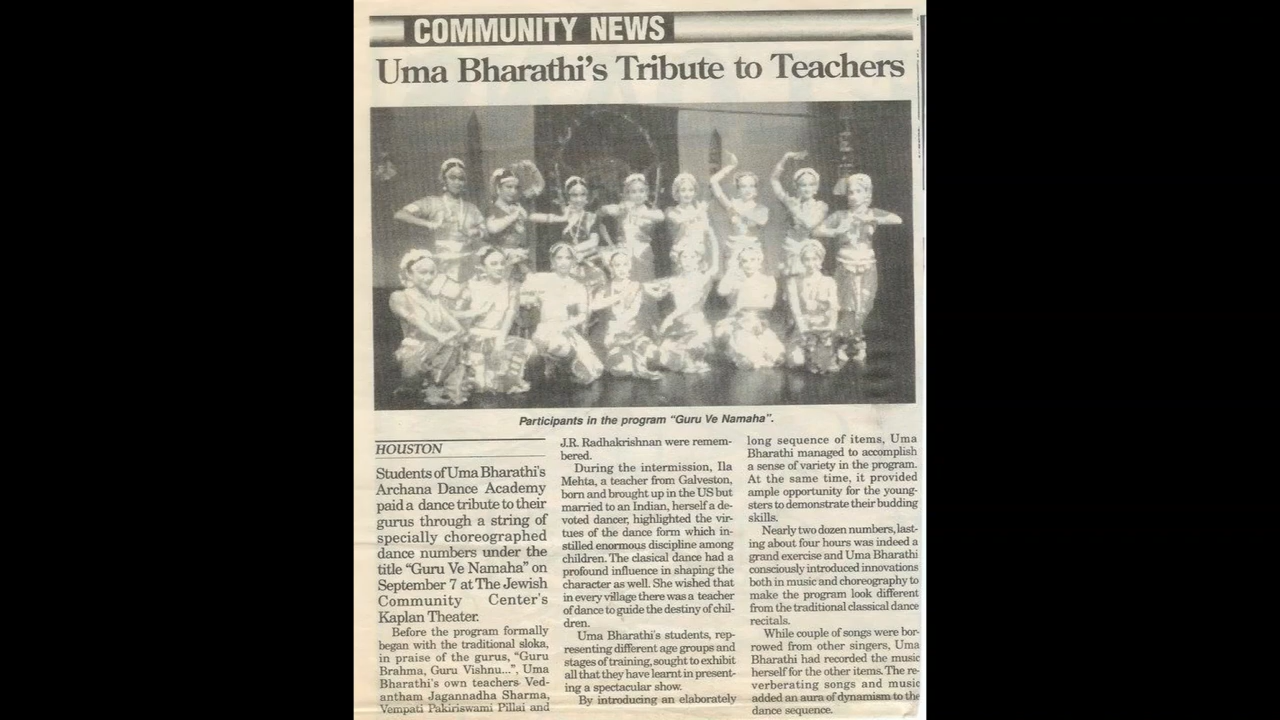 COMMUNITY NEWS
Uma Bharathi's Tribute to Teachers
Participants in the program "Guru Ve Namaha".
HOUSTON
Students of Uma Bharathi's
Archana Dance Academy
paid a dance tribute to their
gurus through a string of
specially choreographed
dance numbers under the
title "Guru Ve Namaha" on
September 7 at The Jewish
Community Center's
Kaplan Theater.
Before the program formally
began with the traditional sloka,
in praise of the gurus, "Guru
Brahma, Guru Vishnu...", Uma
Bharathi's own teachers Ved-
antham Jagannadha Sharma,
Vempati Pakiriswami Pillai and
J.R. Radhakrishnan were remem-
bered.
During the intermission, Ila
Mehta, a teacher from Galveston,
born and brought up in the US but
married to an Indian, herself a de-
voted dancer, highlighted the vir-
tues of the dance form which in-
stilled enormous discipline among
children. The clasical dance had a
profound influence in shaping the
character as well. She wished that
in every village there was a teacher
of dance to guide the destiny of chil-
dren.
Uma Bharathi's students, rep-
resenting different age groups and
stages of training, sought to exhibit
all that they have learnt in present-
ing a spectacular show.
By introducing an elaborately
long sequence of items, Uma
Bharathi managed to accomplish
a sense of variety in the program.
At the same time, it provided
ample opportunity for the young-
sters to demonstrate their budding
skills.
Nearly two dozen numbers, last-
ing about four hours was indeed a
grand exercise and Uma Bharathi
consciously introduced innovations
both in music and choreography to
make the program look different
from the traditional classical dance
recitals.
While couple of songs were bor-
rowed from other singers, Uma
Bharathi had recorded the music
herself for the other items. The re-
verberating songs and music
added an aura of dynamism to the
dance sequence.